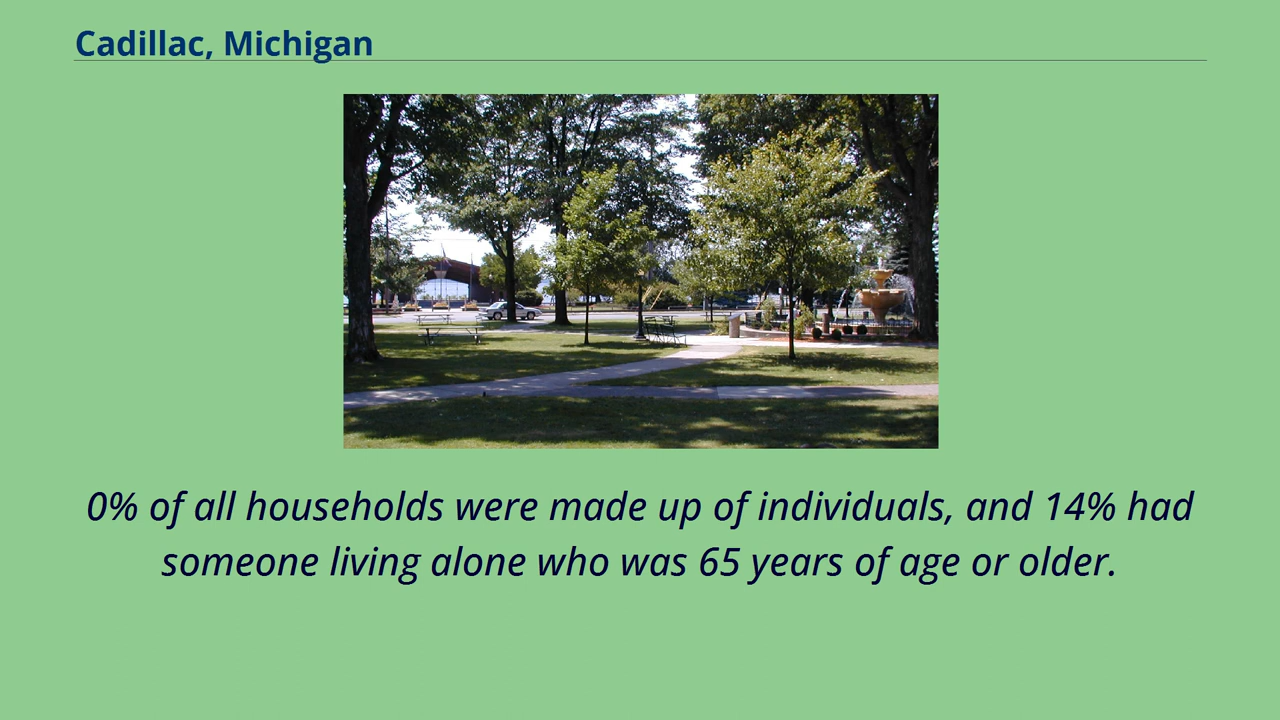 Cadillac, Michigan
0% of all households were made up of individuals, and 14% had
someone living alone who was 65 years of age or older.